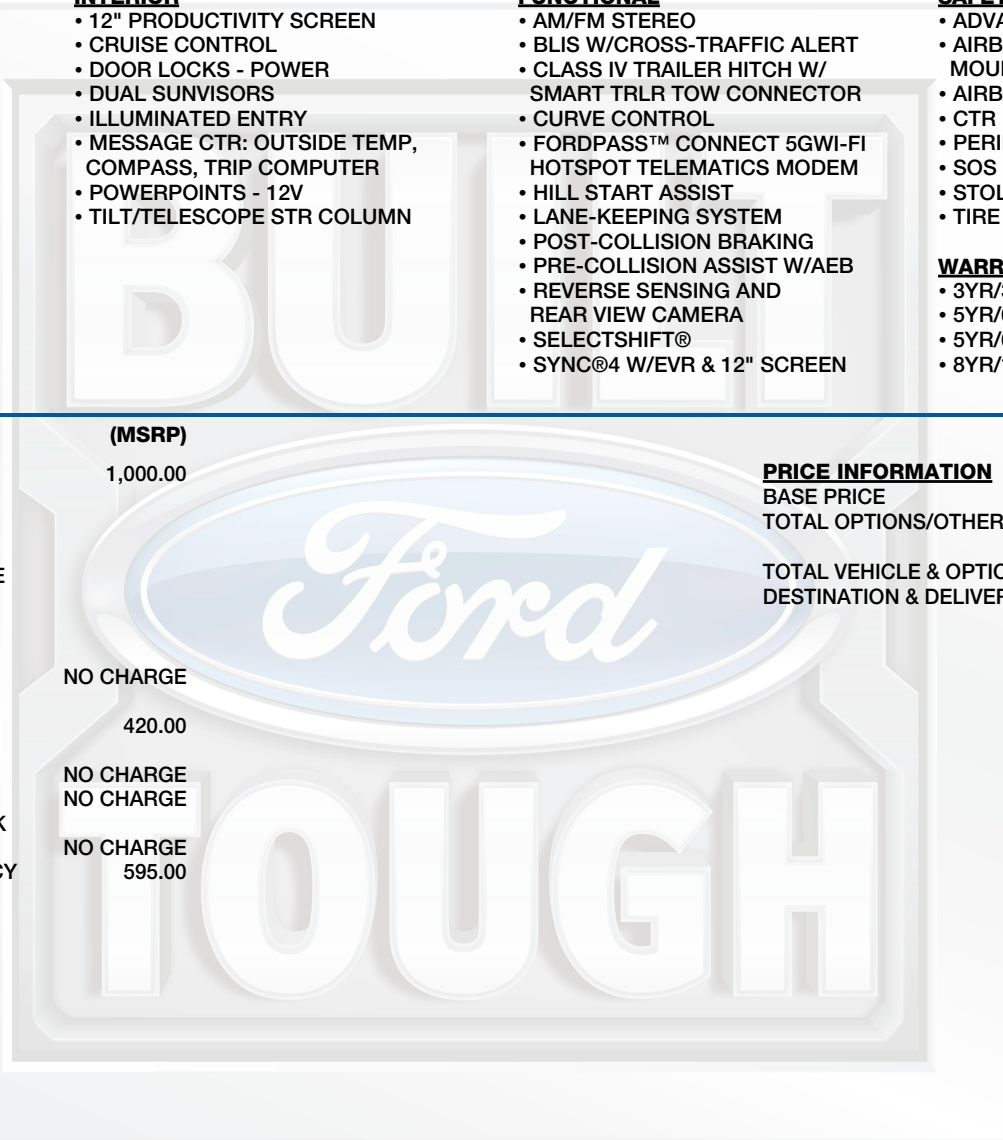 INTERIOR
• 12" PRODUCTIVITY SCREEN
• CRUISE CONTROL
• DOOR LOCKS - POWER
• DUAL SUNVISORS
• ILLUMINATED ENTRY
• MESSAGE CTR: OUTSIDE TEMP,
COMPASS, TRIP COMPUTER
• POWERPOINTS - 12V
• TILT/TELESCOPE STR COLUMN
FUNCTIONAL
• AM/FM STEREO
• BLIS W/CROSS-TRAFFIC ALERT
• CLASS IV TRAILER HITCH W/
SMART TRLR TOW CONNECTOR
• CURVE CONTROL
• FORDPASS™ CONNECT 5GWI-FI
HOTSPOT TELEMATICS MODEM
• HILL START ASSIST
• LANE-KEEPING SYSTEM
• POST-COLLISION BRAKING
• PRE-COLLISION ASSIST W/AEB
• REVERSE SENSING AND
REAR VIEW CAMERA
• SELECTSHIFT®
• SYNC®4 W/EVR & 12" SCREEN
• CTR
• SOS
• TIRE
(MSRP)
1,000.00
NO CHARGE
420.00
NO CHARGE
NO CHARGE
NO CHARGE
595.00
PRICE INFORMATION
BASE PRICE
TOTAL OPTIONS/OTHER
TOTAL VEHICLE & OPTIO
DESTINATION & DELIVER
BUILT
Ford
TOUGH